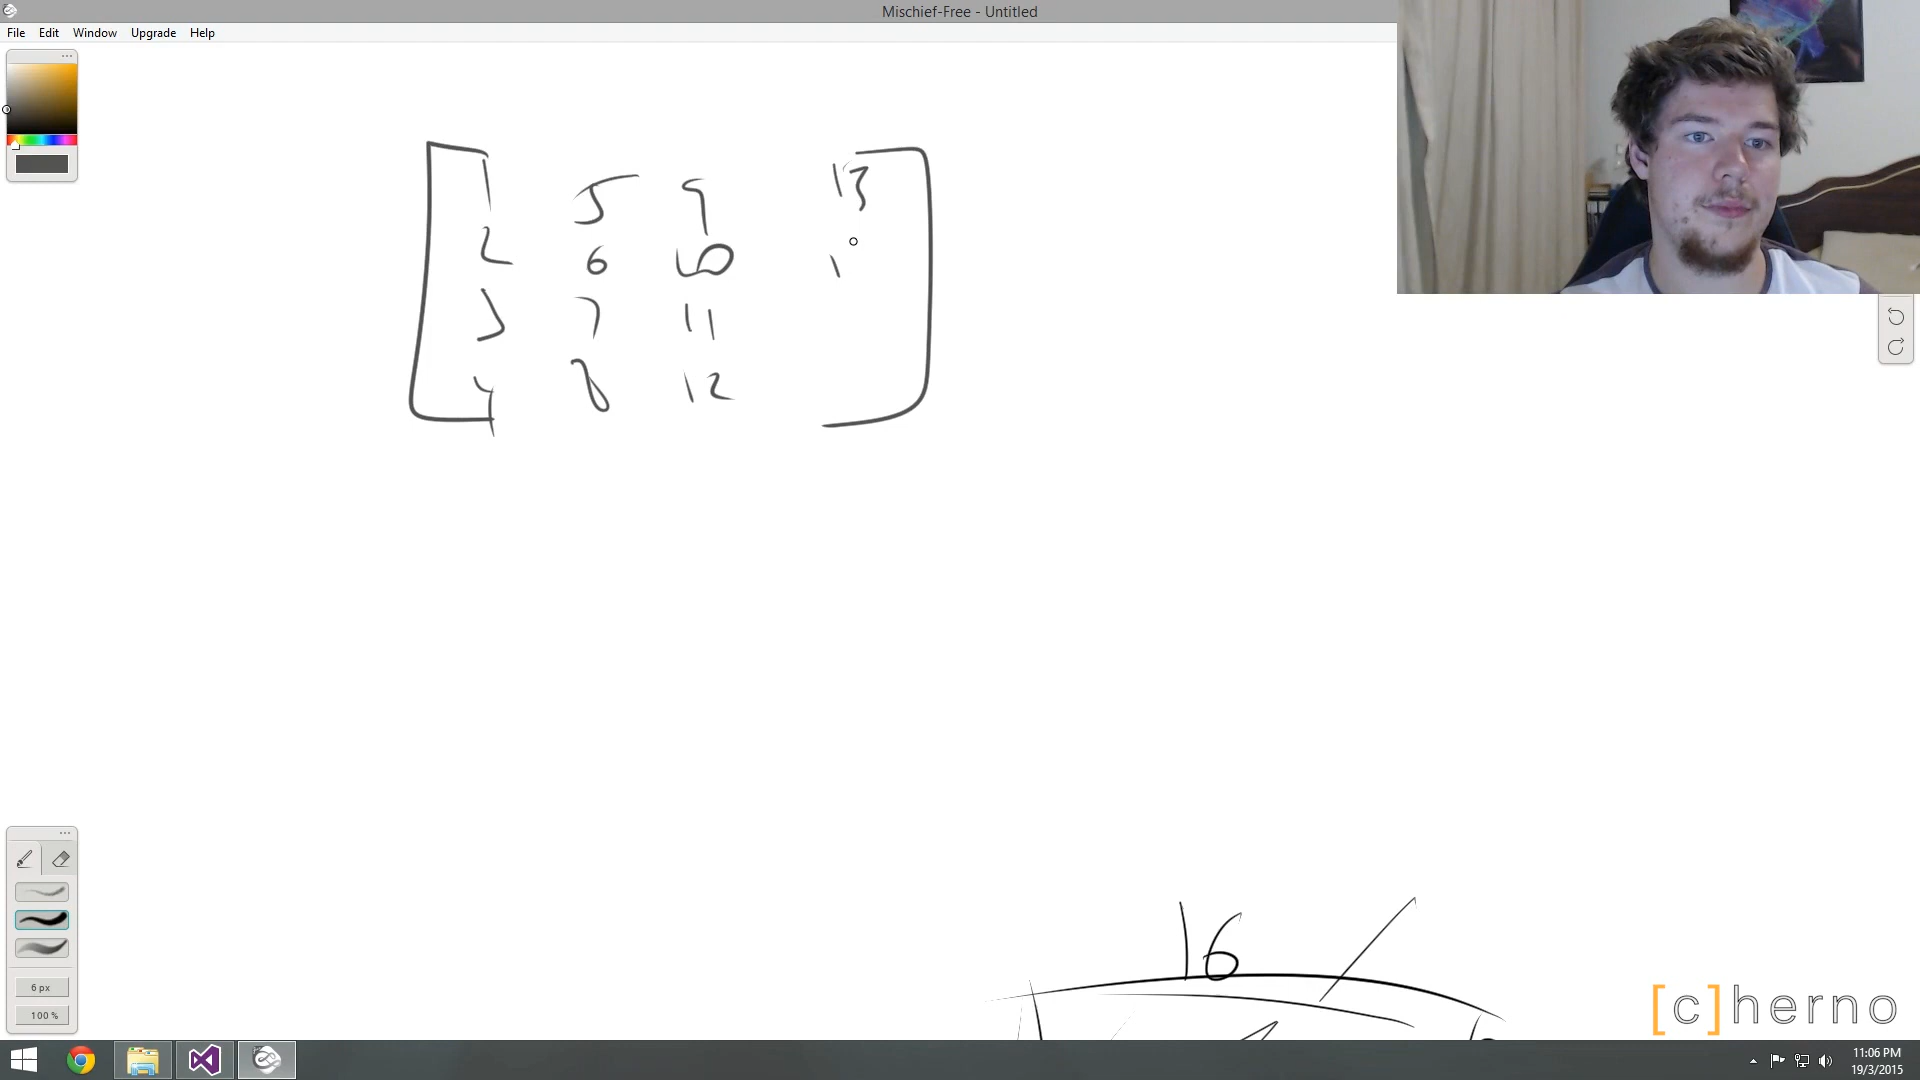 Mischief-Free - Untitled
File Edit Window Upgrade Help
1 5 9 13
2 6 10 1
3 7 11
4 8 12
6 px
100 %
16
[c]herno
11:06 PM
19/3/2015